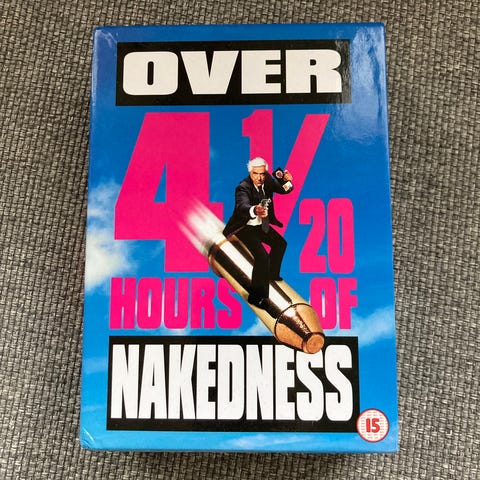 OVER
4 1/20
HOURS OF
NAKEDNESS
15